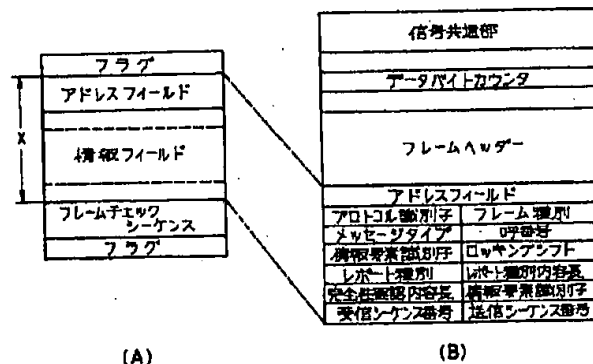 フラグ
アドレスフィールド
X
情報フィールド
フレームチェック
シーケンス
フラグ
(A)
信号共通部
データバイトカウンタ
フレームヘッダー
アドレスフィールド
プロトコル識別子 フレーム種別
メッセージタイプ 呼番号
情報要素識別子 ロッキングシフト
レポート種別 レポート種別内容長
完全性確認内容長 情報要素識別子
受信シーケンス番号 送信シーケンス番号
(B)